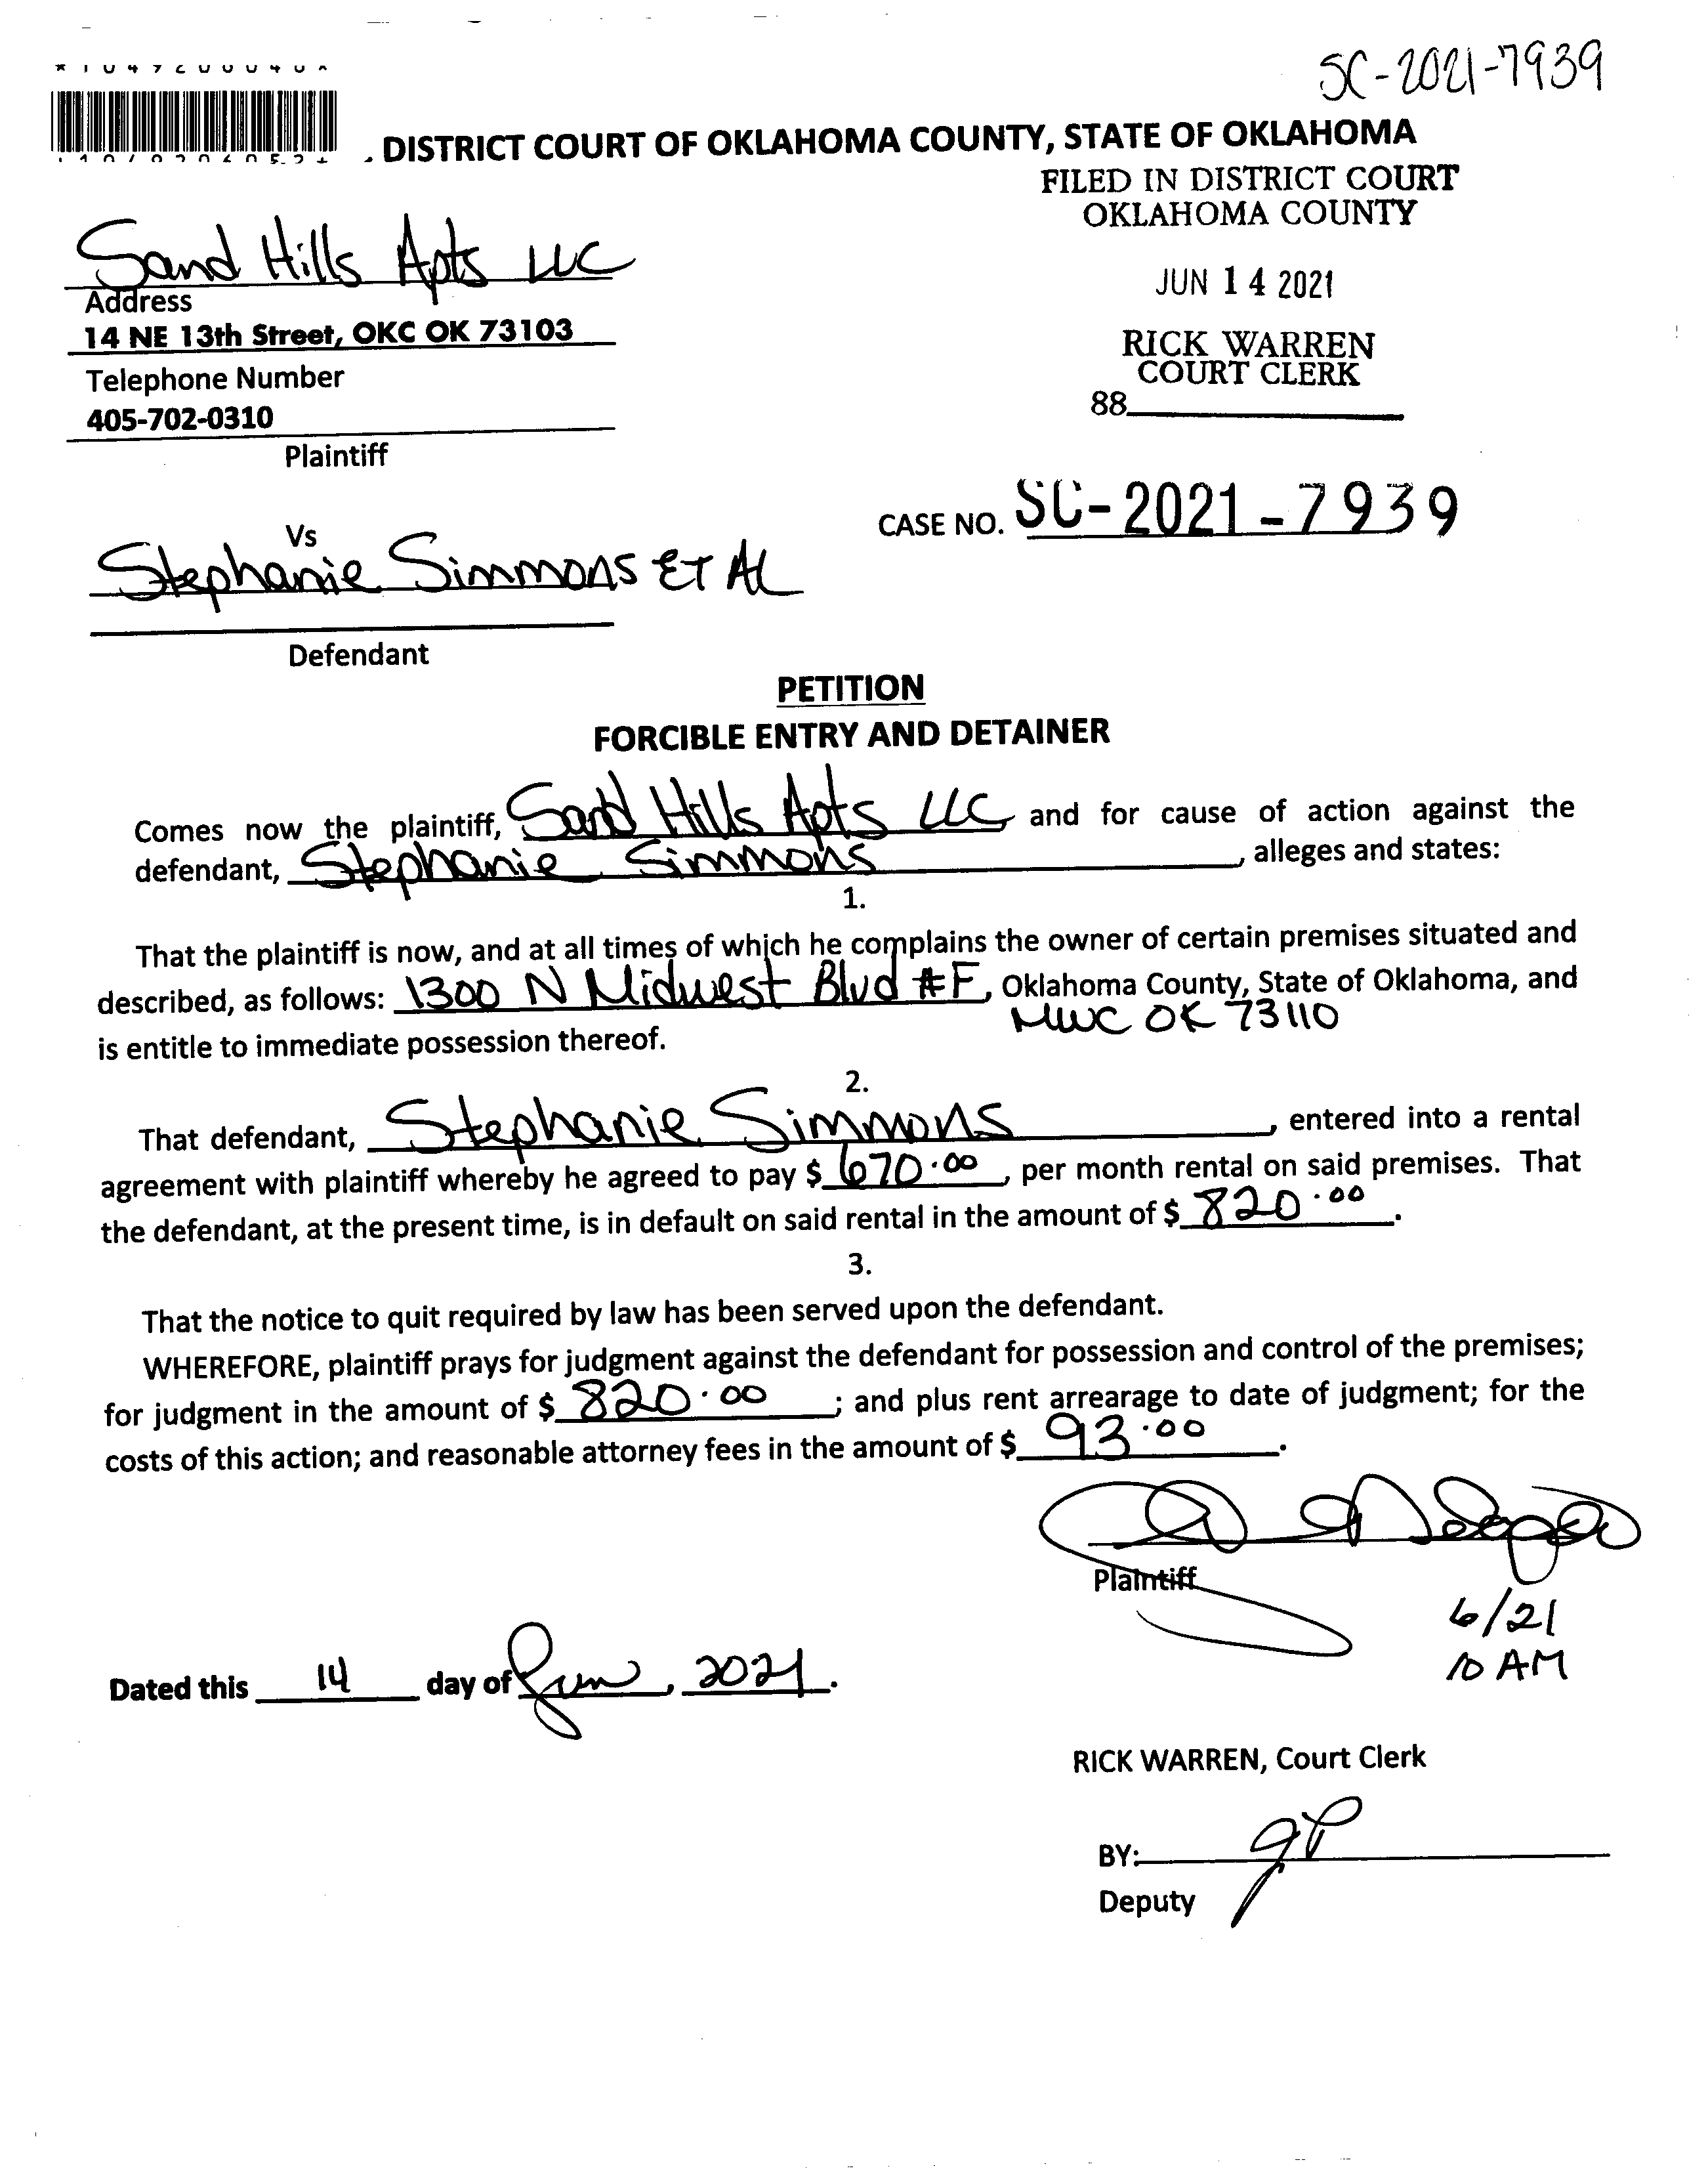 SC-2021-7939
DISTRICT COURT OF OKLAHOMA COUNTY, STATE OF OKLAHOMA
FILED IN DISTRICT COURT
OKLAHOMA COUNTY
JUN 14 2021
RICK WARREN
COURT CLERK
88
Sand Hills Apts LLC
Address
14 NE 13th Street, OKC OK 73103
Telephone Number
405-702-0310
Plaintiff
CASE NO. SC-2021-7939
Vs
Stephanie Simmons ET AL
Defendant
PETITION
FORCIBLE ENTRY AND DETAINER
Comes now the plaintiff, Sand Hills Apts LLC and for cause of action against the
defendant, Stephanie Simmons, alleges and states:
1.
That the plaintiff is now, and at all times of which he complains the owner of certain premises situated and
described, as follows: 1300 N Midwest Blvd #F, Oklahoma County, State of Oklahoma, and
MWC OK 73110
is entitle to immediate possession thereof.
2.
That defendant, Stephanie Simmons, entered into a rental
agreement with plaintiff whereby he agreed to pay $ 670.00, per month rental on said premises. That
the defendant, at the present time, is in default on said rental in the amount of $ 820.00.
3.
That the notice to quit required by law has been served upon the defendant.
WHEREFORE, plaintiff prays for judgment against the defendant for possession and control of the premises;
for judgment in the amount of $ 820.00; and plus rent arrearage to date of judgment; for the
costs of this action; and reasonable attorney fees in the amount of $ 93.00.
Plaintiff
6/21
10 AM
Dated this 14 day of Jun, 2021.
RICK WARREN, Court Clerk
BY: JP
Deputy